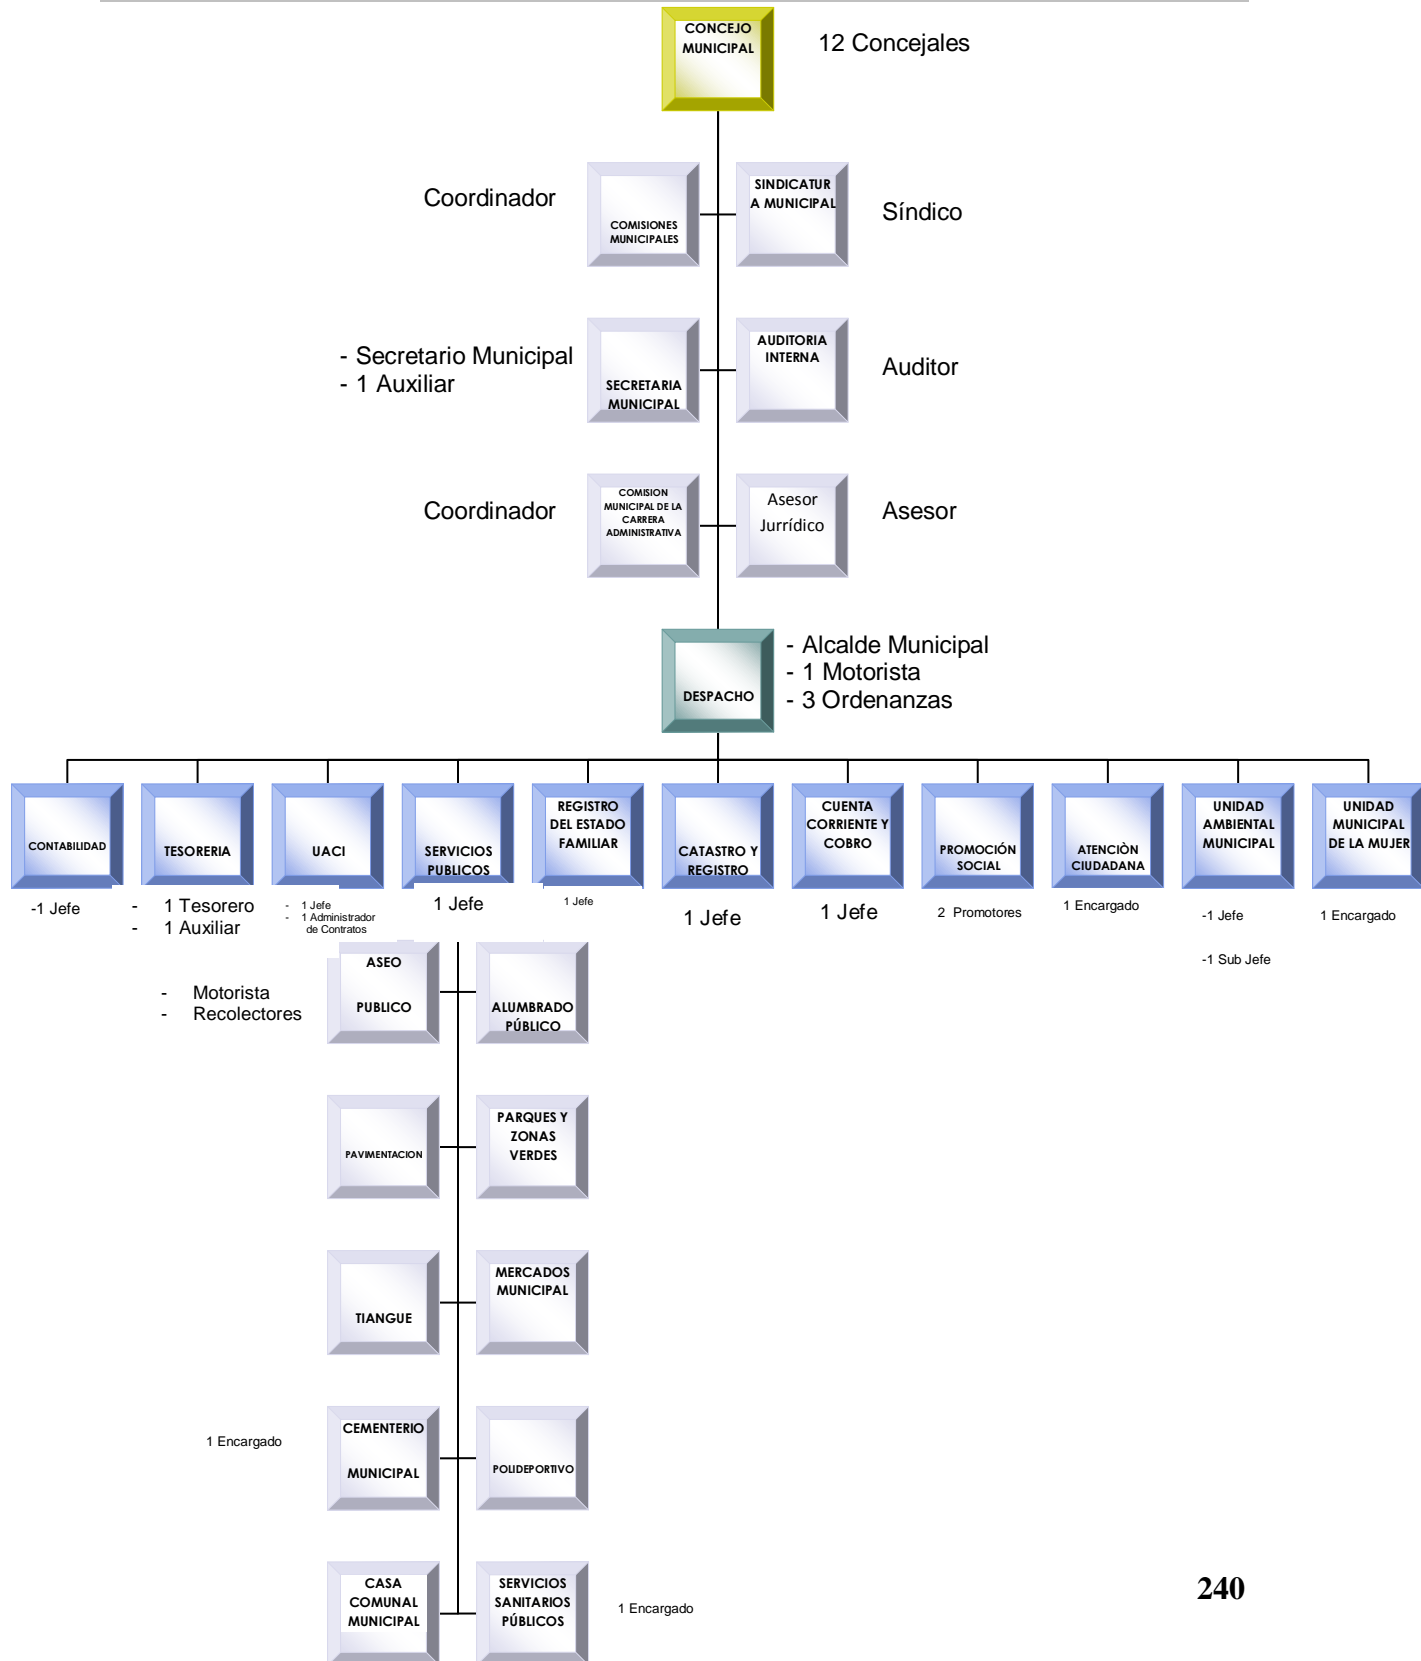 CONCEJO
MUNICIPAL
12 Concejales
Coordinador
COMISIONES
MUNICIPALES
SINDICATUR
A MUNICIPAL
Síndico
- Secretario Municipal
- 1 Auxiliar
SECRETARIA
MUNICIPAL
AUDITORIA
INTERNA
Auditor
Coordinador
COMISION
MUNICIPAL DE LA
CARRERA
ADMINISTRATIVA
Asesor
Jurrídico
Asesor
DESPACHO
- Alcalde Municipal
- 1 Motorista
- 3 Ordenanzas
CONTABILIDAD
TESORERIA
UACI
SERVICIOS
PUBLICOS
REGISTRO
DEL ESTADO
FAMILIAR
CATASTRO Y
REGISTRO
CUENTA
CORRIENTE Y
COBRO
PROMOCIÓN
SOCIAL
ATENCIÒN
CIUDADANA
UNIDAD
AMBIENTAL
MUNICIPAL
UNIDAD
MUNICIPAL
DE LA MUJER
-1 Jefe
- 1 Tesorero
- 1 Auxiliar
- 1 Jefe
- 1 Administrador
de Contratos
1 Jefe
1 Jefe
1 Jefe
1 Jefe
2 Promotores
1 Encargado
-1 Jefe
-1 Sub Jefe
1 Encargado
- Motorista
- Recolectores
ASEO
PUBLICO
ALUMBRADO
PÚBLICO
PAVIMENTACION
PARQUES Y
ZONAS
VERDES
TIANGUE
MERCADOS
MUNICIPAL
1 Encargado
CEMENTERIO
MUNICIPAL
POLIDEPORTIVO
CASA
COMUNAL
MUNICIPAL
SERVICIOS
SANITARIOS
PÚBLICOS
1 Encargado
240